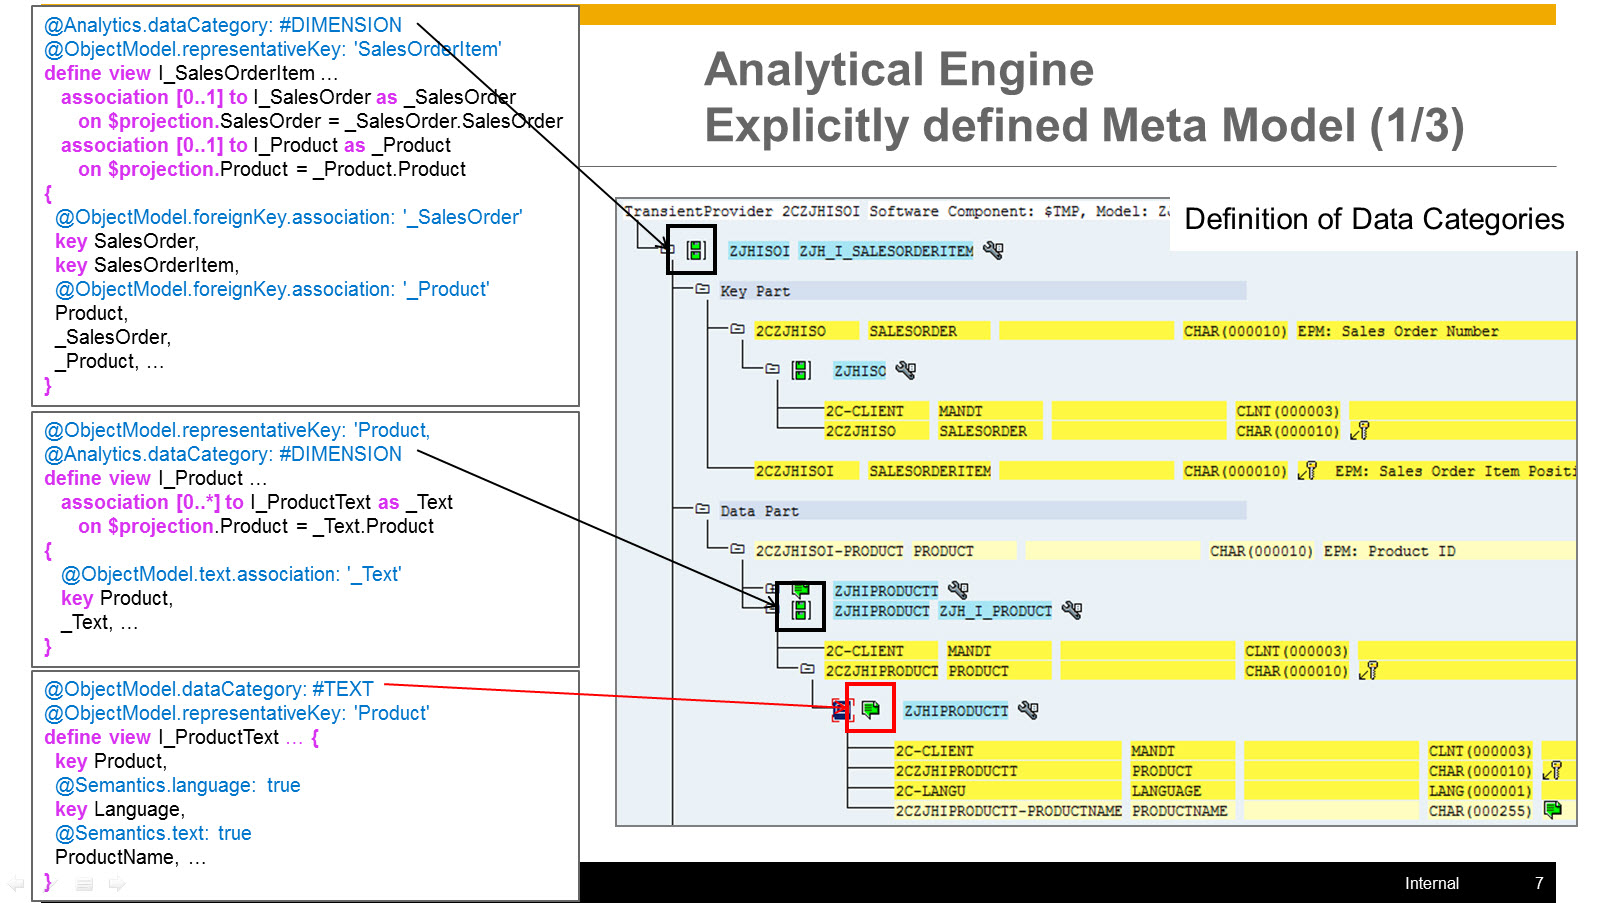 @Analytics.dataCategory: #DIMENSION
@ObjectModel.representativeKey: 'SalesOrderItem'
define view I_SalesOrderItem ...
association [0..1] to I_SalesOrder as _SalesOrder
on $projection.SalesOrder = _SalesOrder.SalesOrder
association [0..1] to I_Product as _Product
on $projection.Product = _Product.Product
{
@ObjectModel.foreignKey.association: '_SalesOrder'
key SalesOrder,
key SalesOrderItem,
@ObjectModel.foreignKey.association: '_Product'
Product,
_SalesOrder,
_Product, ...
}
@ObjectModel.representativeKey: 'Product,
@Analytics.dataCategory: #DIMENSION
define view I_Product ...
association [0..*] to I_ProductText as _Text
on $projection.Product = _Text.Product
{
@ObjectModel.text.association: '_Text'
key Product,
_Text, ...
}
@ObjectModel.dataCategory: #TEXT
@ObjectModel.representativeKey: 'Product'
define view I_ProductText ... {
key Product,
@Semantics.language: true
key Language,
@Semantics.text: true
ProductName, ...
}
Analytical Engine
Explicitly defined Meta Model (1/3)
Definition of Data Categories
TransientProvider 2CZJHISOI Software Component: $TMP, Model:
ZJHISOI ZJH_I_SALESORDERITEM
Key Part
2CZJHISO SALESORDER CHAR(000010) EPM: Sales Order Number
ZJHISO
2C-CLIENT MANDT CLNT(000003)
2CZJHISO SALESORDER CHAR(000010)
2CZJHISOI SALESORDERITEM CHAR(000010) EPM: Sales Order Item Positi
Data Part
2CZJHISOI-PRODUCT PRODUCT CHAR(000010) EPM: Product ID
ZJHIPRODUCTT
ZJHIPRODUCT ZJH_I_PRODUCT
2C-CLIENT MANDT CLNT(000003)
2CZJHIPRODUCT PRODUCT CHAR(000010)
ZJHIPRODUCTT
2C-CLIENT MANDT CLNT(000003)
2CZJHIPRODUCTT PRODUCT CHAR(000010)
2C-LANGU LANGUAGE LANG(000001)
2CZJHIPRODUCTT-PRODUCTNAME PRODUCTNAME CHAR(000255)
Internal 7